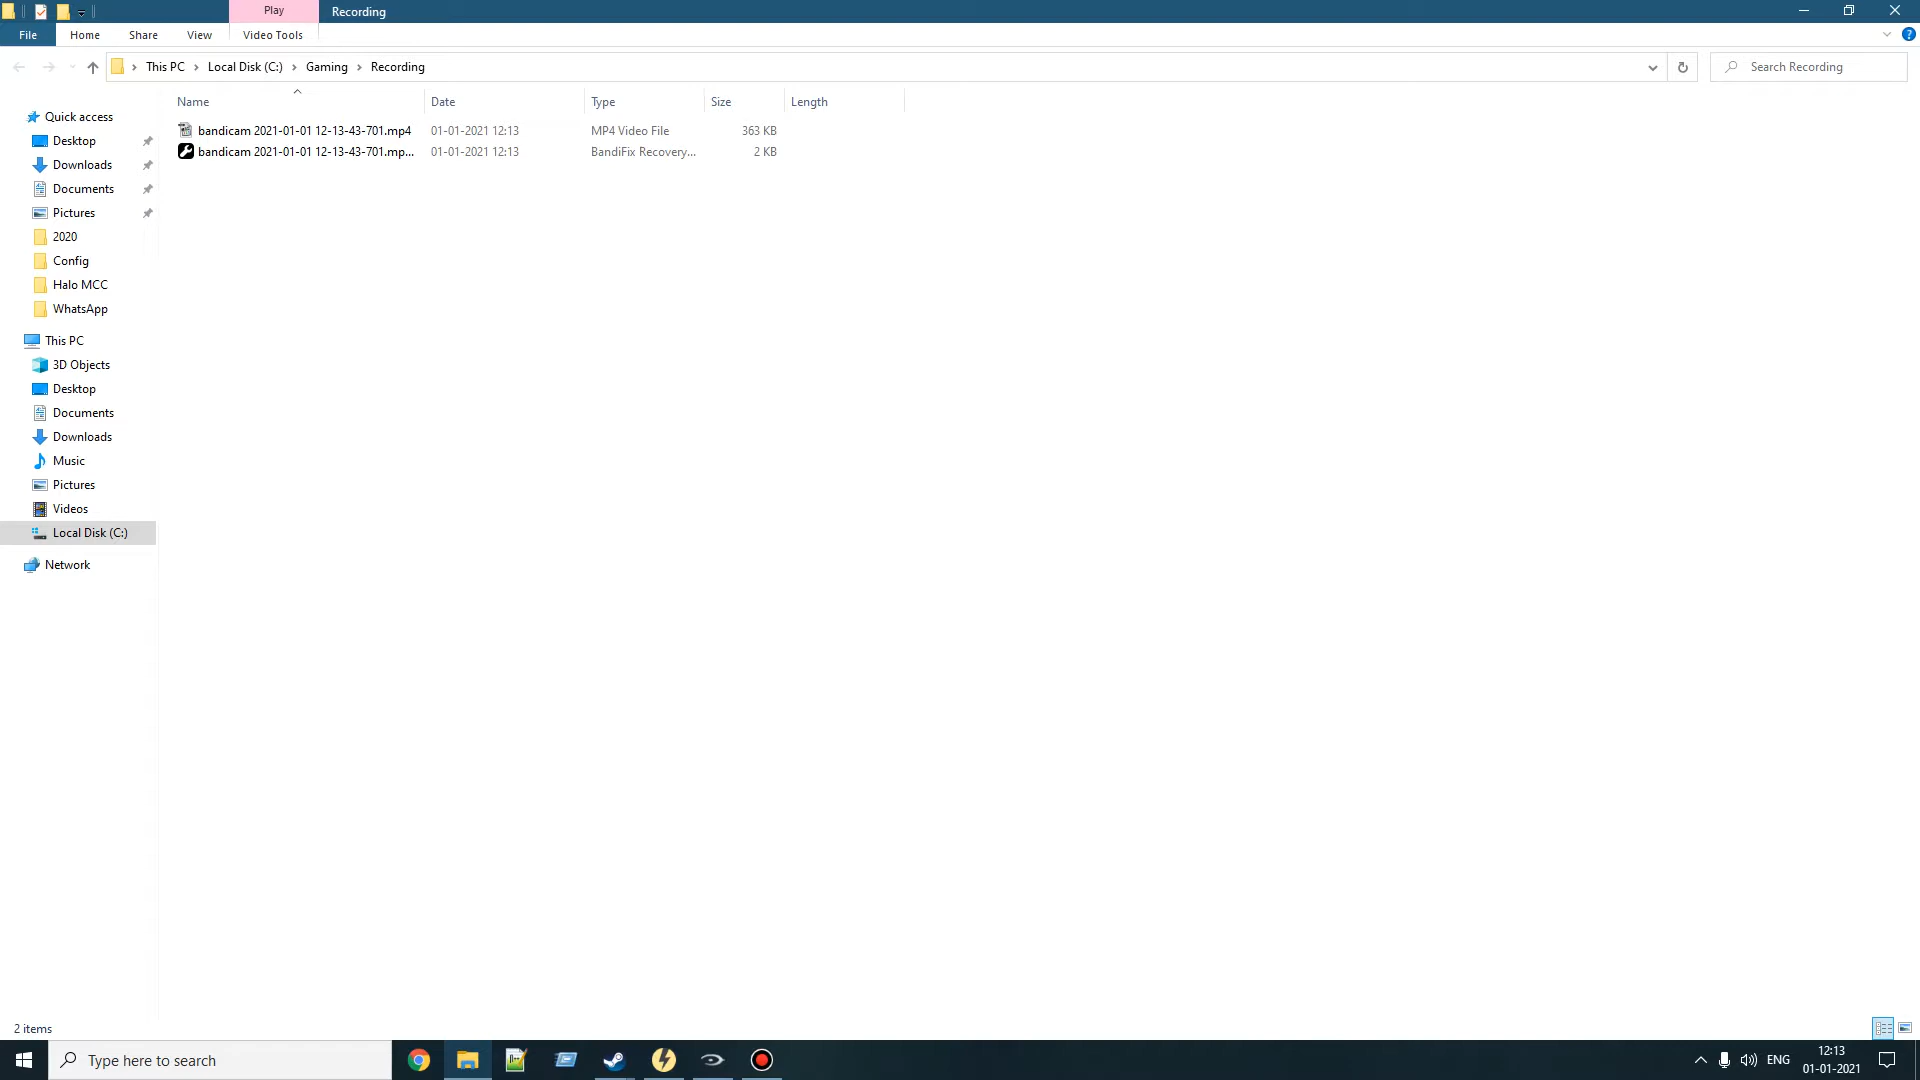 Play
Recording
File
Home
Share
View
Video Tools
This PC
Local Disk (C:)
Gaming
Recording
Search Recording
Name
Date
Type
Size
Length
bandicam 2021-01-01 12-13-43-701.mp4
01-01-2021 12:13
MP4 Video File
363 KB
bandicam 2021-01-01 12-13-43-701.mp...
01-01-2021 12:13
BandiFix Recovery...
2 KB
Quick access
Desktop
Downloads
Documents
Pictures
2020
Config
Halo MCC
WhatsApp
This PC
3D Objects
Desktop
Documents
Downloads
Music
Pictures
Videos
Local Disk (C:)
Network
2 items
Type here to search
ENG
12:13
01-01-2021